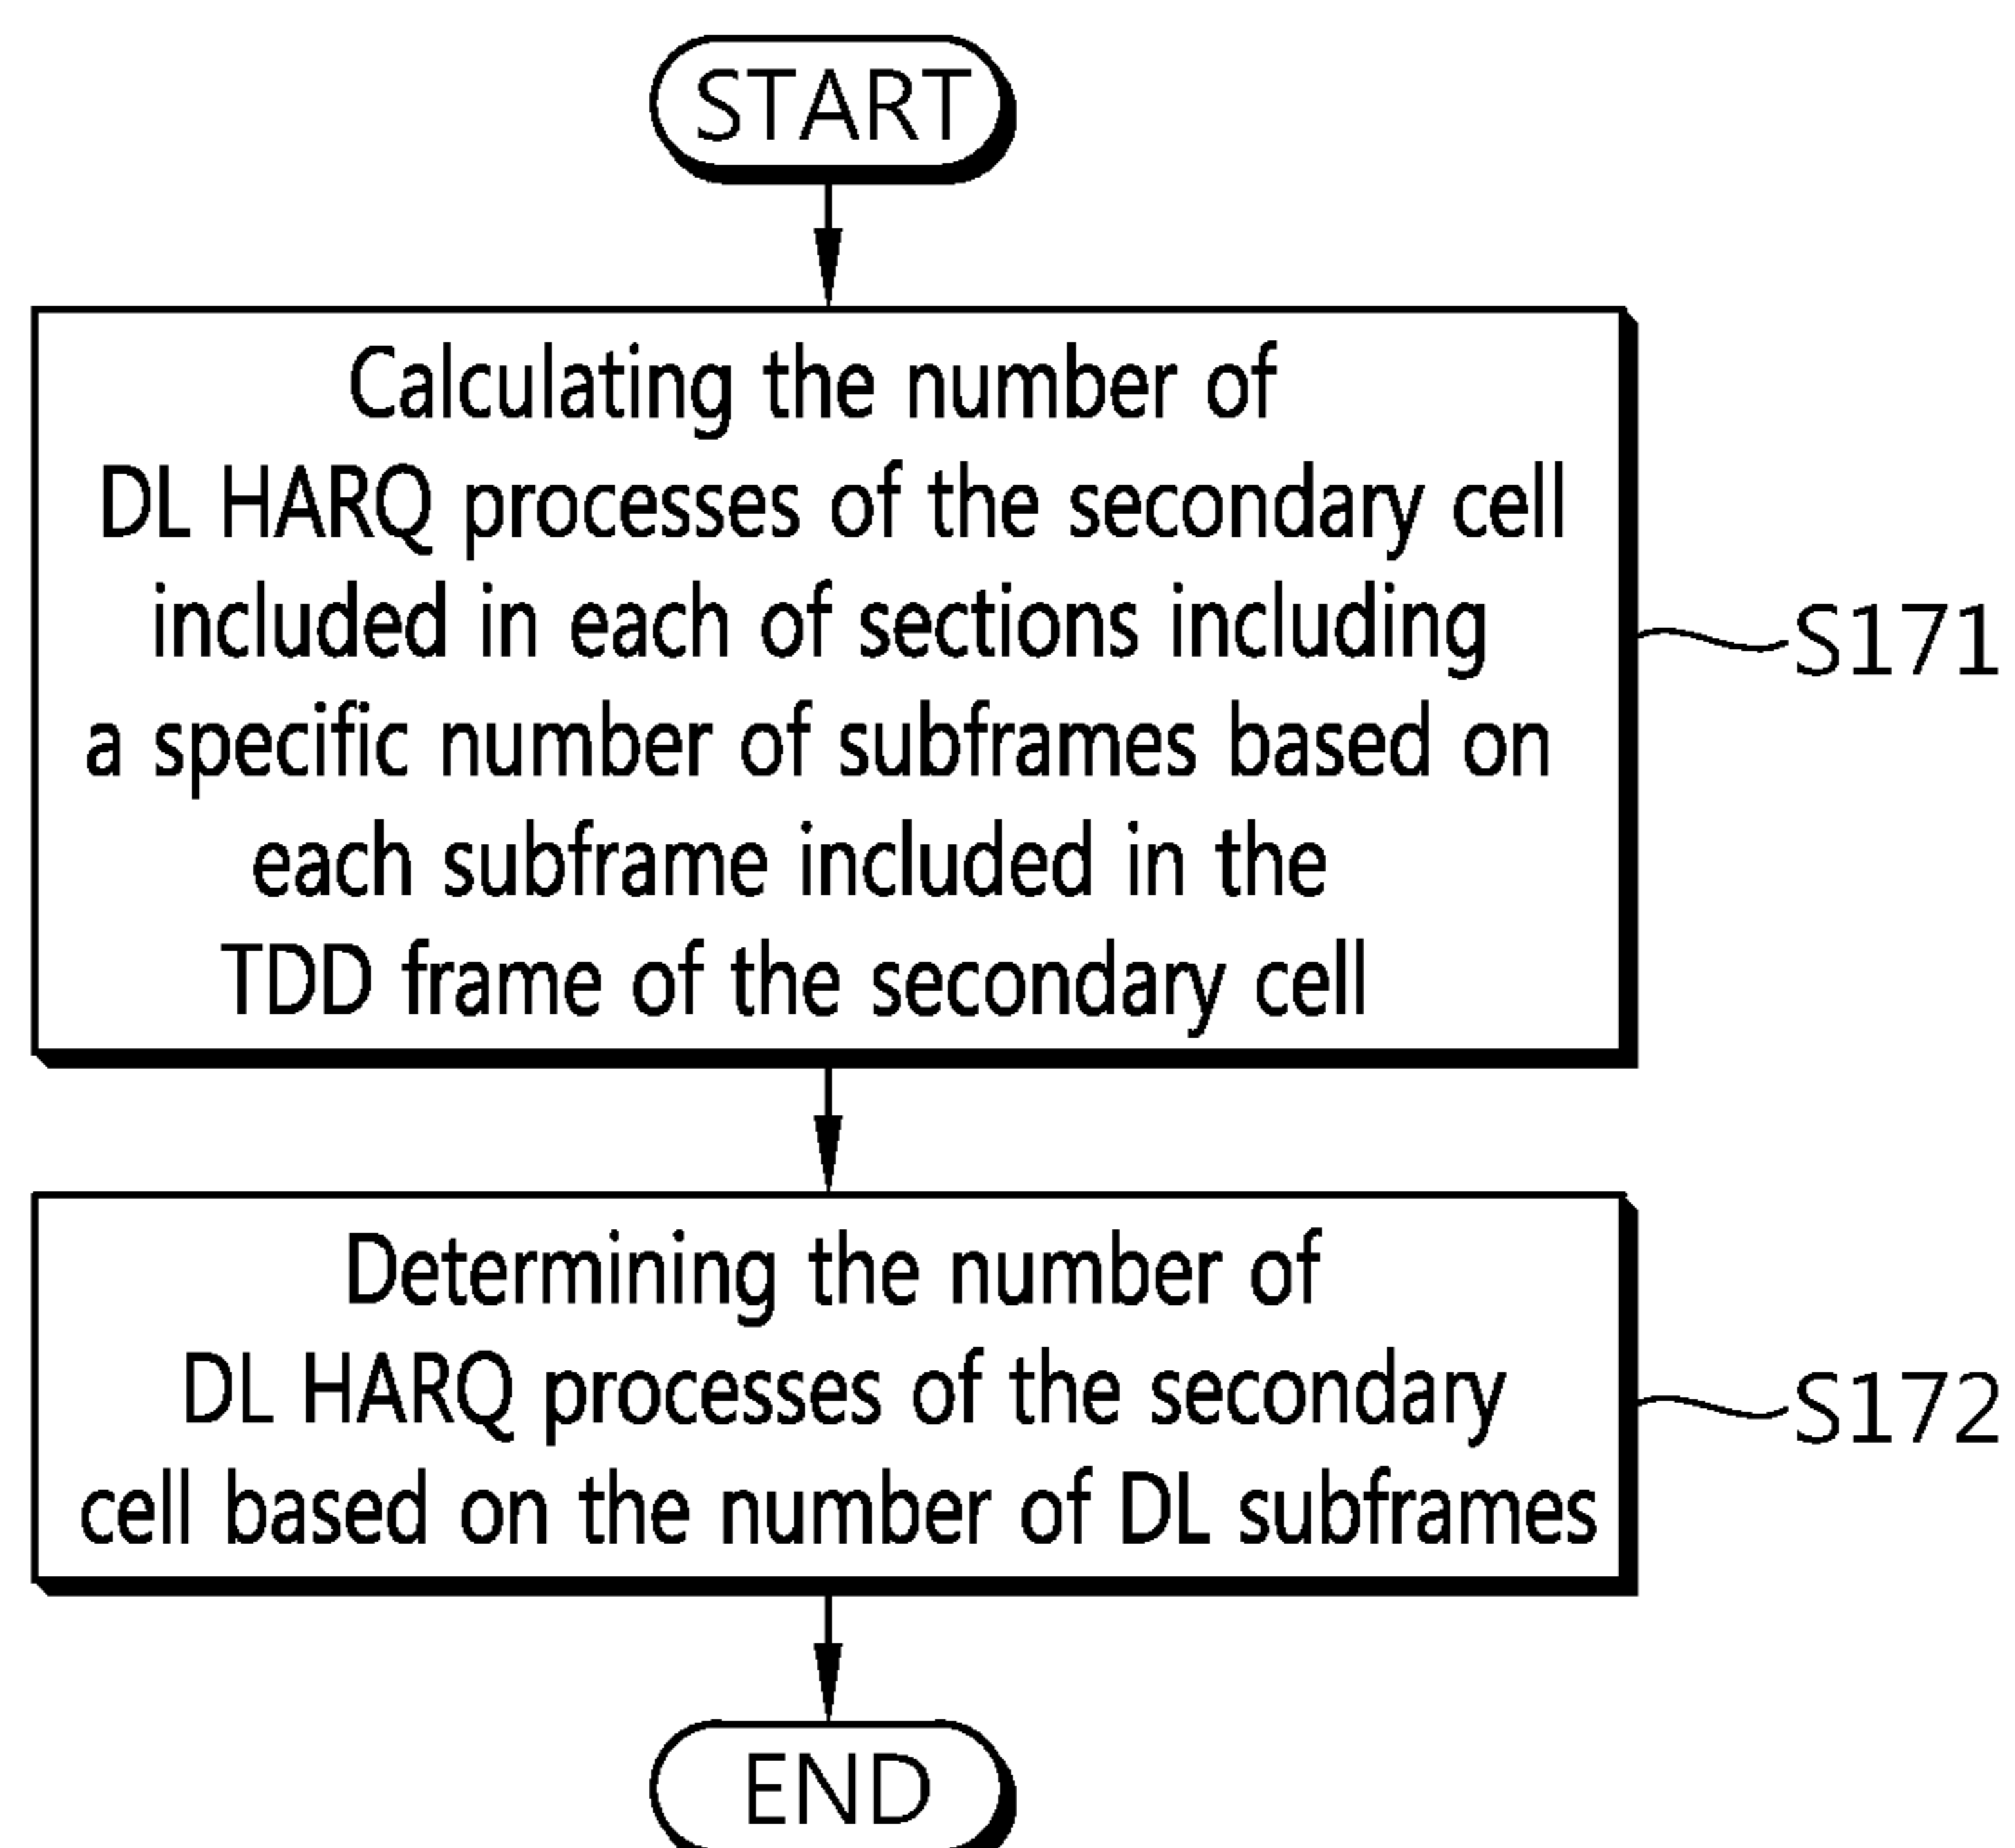 START
Calculating the number of
DL HARQ processes of the secondary cell
included in each of sections including
a specific number of subframes based on
each subframe included in the
TDD frame of the secondary cell
S171
Determining the number of
DL HARQ processes of the secondary
cell based on the number of DL subframes
S172
END